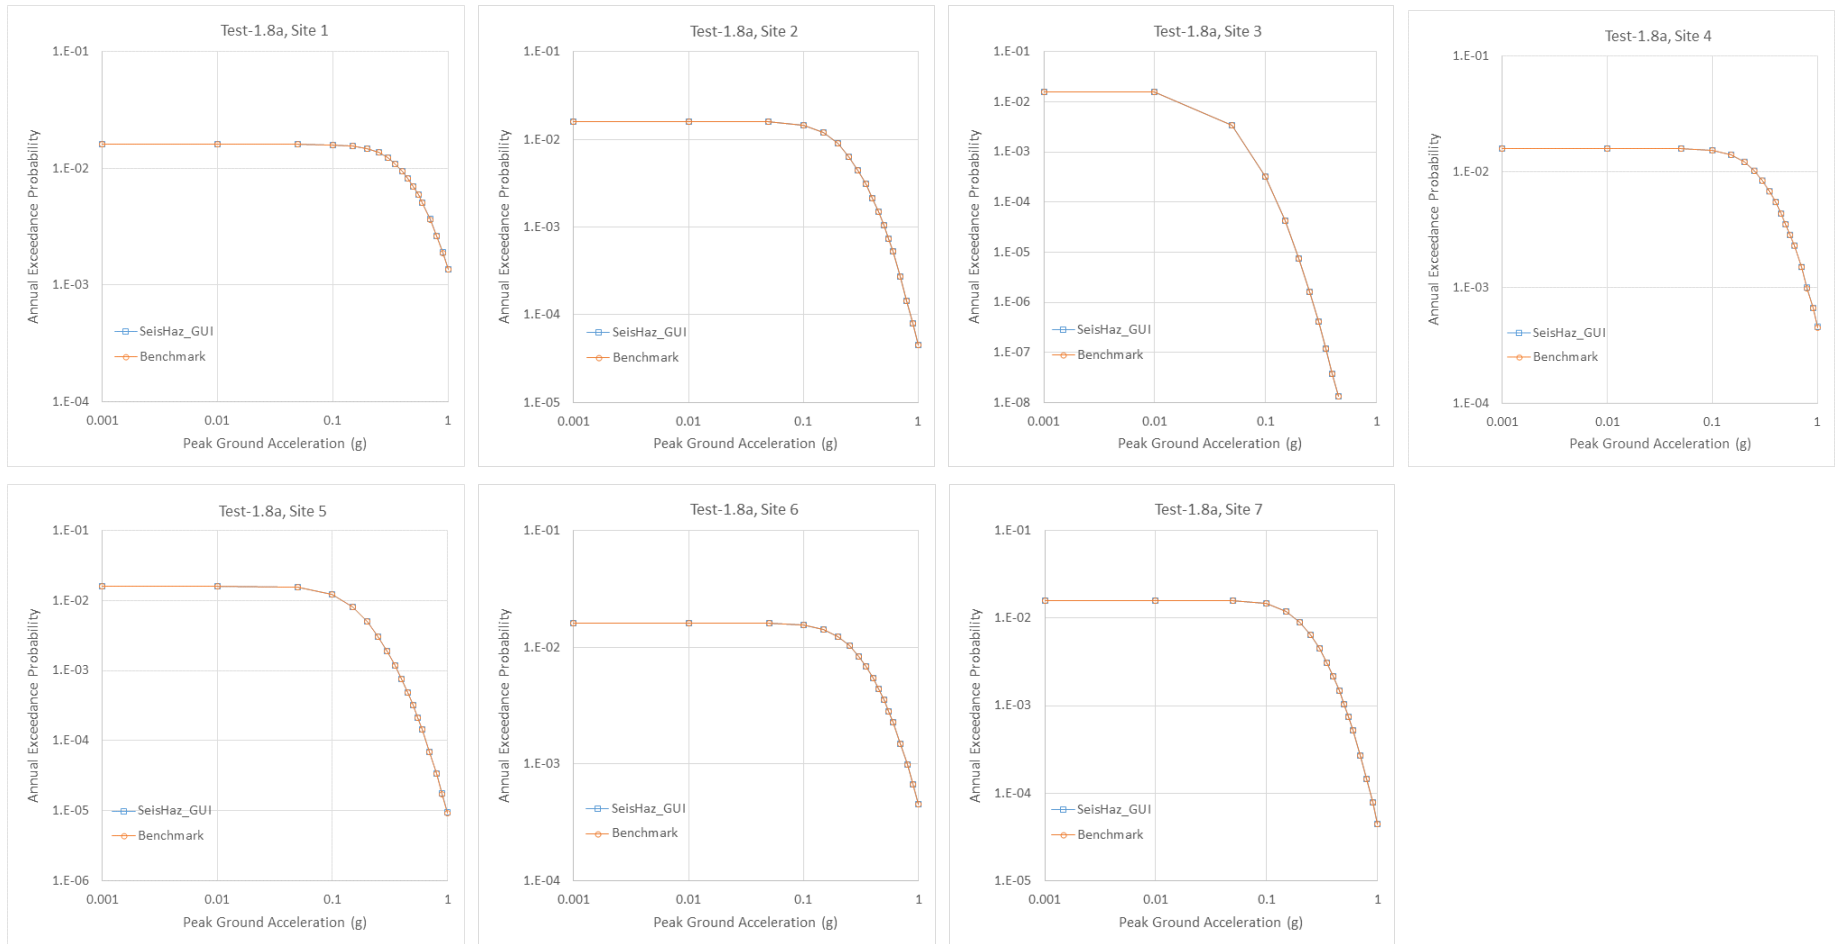 Test-1.8a, Site 1
1.E-01
1.E-02
1.E-03
1.E-04
Annual Exceedance Probability
SeisHaz_GUI
Benchmark
0.001
0.01
0.1
1
Peak Ground Acceleration (g)
Test-1.8a, Site 2
1.E-01
1.E-02
1.E-03
1.E-04
1.E-05
Annual Exceedance Probability
SeisHaz_GUI
Benchmark
0.001
0.01
0.1
1
Peak Ground Acceleration (g)
Test-1.8a, Site 3
1.E-01
1.E-02
1.E-03
1.E-04
1.E-05
1.E-06
1.E-07
1.E-08
Annual Exceedance Probability
SeisHaz_GUI
Benchmark
0.001
0.01
0.1
1
Peak Ground Acceleration (g)
Test-1.8a, Site 4
1.E-01
1.E-02
1.E-03
1.E-04
Annual Exceedance Probability
SeisHaz_GUI
Benchmark
0.001
0.01
0.1
1
Peak Ground Acceleration (g)
Test-1.8a, Site 5
1.E-01
1.E-02
1.E-03
1.E-04
1.E-05
1.E-06
Annual Exceedance Probability
SeisHaz_GUI
Benchmark
0.001
0.01
0.1
1
Peak Ground Acceleration (g)
Test-1.8a, Site 6
1.E-01
1.E-02
1.E-03
1.E-04
Annual Exceedance Probability
SeisHaz_GUI
Benchmark
0.001
0.01
0.1
1
Peak Ground Acceleration (g)
Test-1.8a, Site 7
1.E-01
1.E-02
1.E-03
1.E-04
1.E-05
Annual Exceedance Probability
SeisHaz_GUI
Benchmark
0.001
0.01
0.1
1
Peak Ground Acceleration (g)